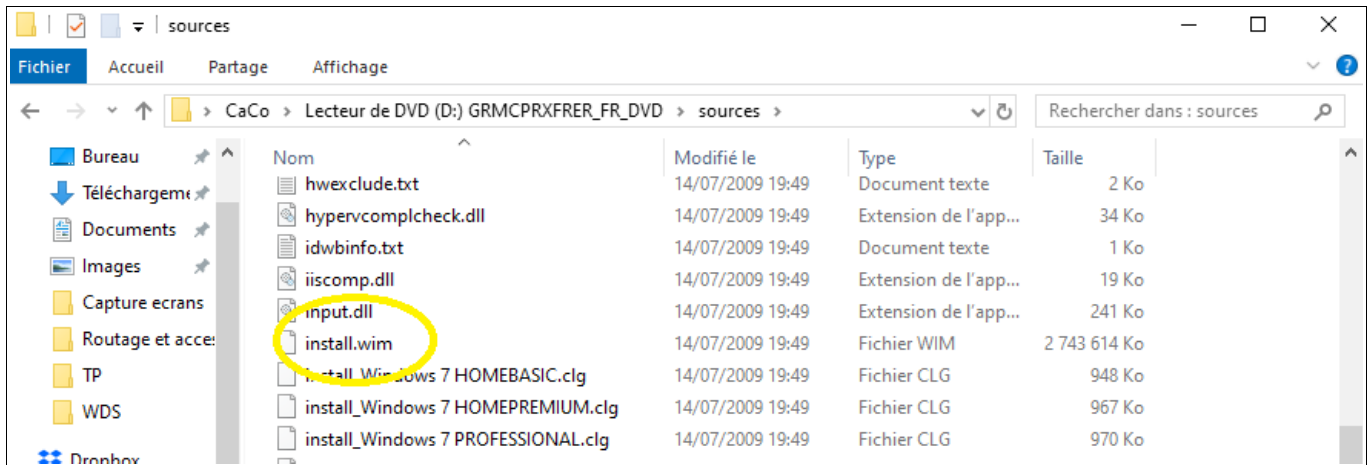 sources
Fichier Accueil Partage Affichage
CaCo > Lecteur de DVD (D:) GRMCPRXFRER_FR_DVD > sources > Rechercher dans : sources
Bureau
Téléchargeme
Documents
Images
Capture ecrans
Routage et acce
TP
WDS
Dropbox
Nom Modifié le Type Taille
hwexclude.txt 14/07/2009 19:49 Document texte 2 Ko
hypervcomplcheck.dll 14/07/2009 19:49 Extension de l'app... 34 Ko
idwbinfo.txt 14/07/2009 19:49 Document texte 1 Ko
iiscomp.dll 14/07/2009 19:49 Extension de l'app... 19 Ko
input.dll 14/07/2009 19:49 Extension de l'app... 241 Ko
install.wim 14/07/2009 19:49 Fichier WIM 2 743 614 Ko
install_Windows 7 HOMEBASIC.clg 14/07/2009 19:49 Fichier CLG 948 Ko
install_Windows 7 HOMEPREMIUM.clg 14/07/2009 19:49 Fichier CLG 967 Ko
install_Windows 7 PROFESSIONAL.clg 14/07/2009 19:49 Fichier CLG 970 Ko